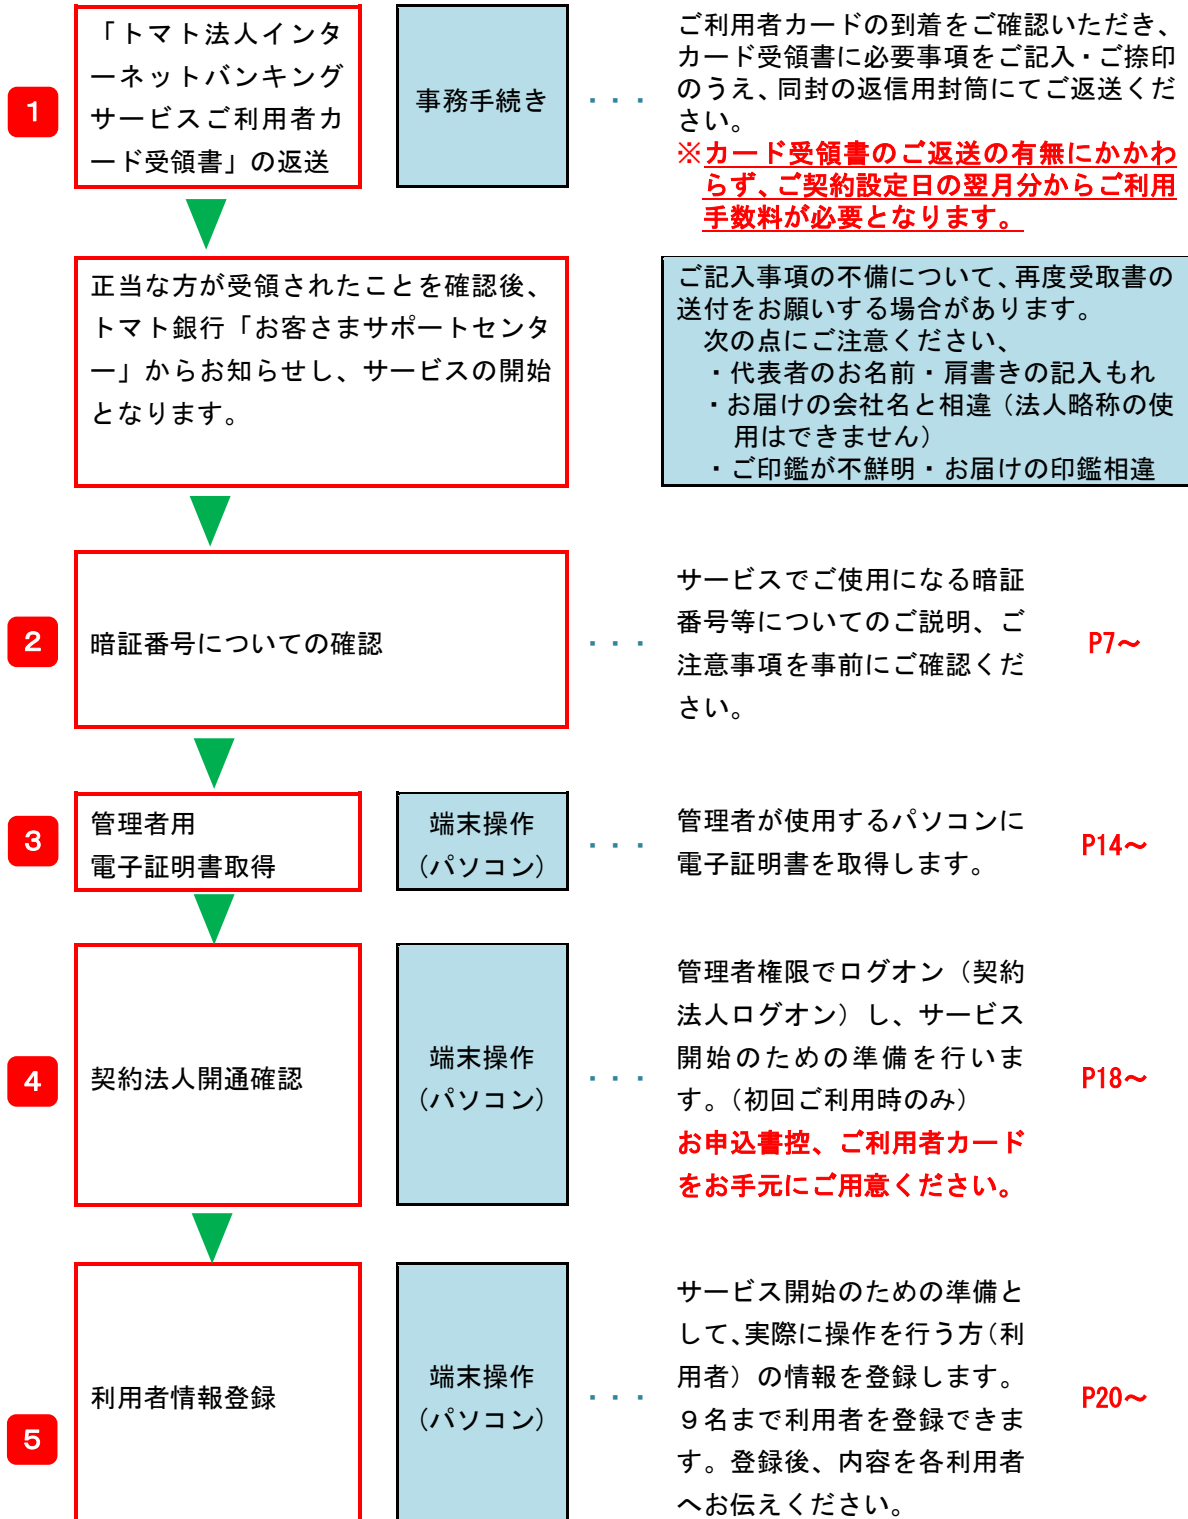 1
「トマト法人インタ
ーネットバンキング
サービスご利用者カ
ード受領書」の返送
事務手続き
・・・
ご利用者カードの到着をご確認いただき、
カード受領書に必要事項をご記入・ご捺印
のうえ、同封の返信用封筒にてご返送くだ
さい。
※カード受領書のご返送の有無にかかわ
らず、ご契約設定日の翌月分からご利用
手数料が必要となります。
正当な方が受領されたことを確認後、
トマト銀行「お客さまサポートセンタ
ー」からお知らせし、サービスの開始
となります。
ご記入事項の不備について、再度受取書の
送付をお願いする場合があります。
次の点にご注意ください、
・代表者のお名前・肩書きの記入もれ
・お届けの会社名と相違（法人略称の使
用はできません）
・ご印鑑が不鮮明・お届けの印鑑相違
2
暗証番号についての確認
・・・
サービスでご使用になる暗証
番号等についてのご説明、ご
注意事項を事前にご確認くだ
さい。
P7～
3
管理者用
電子証明書取得
端末操作
（パソコン）
・・・
管理者が使用するパソコンに
電子証明書を取得します。
P14～
4
契約法人開通確認
端末操作
（パソコン）
・・・
管理者権限でログオン（契約
法人ログオン）し、サービス
開始のための準備を行いま
す。（初回ご利用時のみ）
お申込書控、ご利用者カード
をお手元にご用意ください。
P18～
5
利用者情報登録
端末操作
（パソコン）
・・・
サービス開始のための準備と
して、実際に操作を行う方（利
用者）の情報を登録します。
９名まで利用者を登録できま
す。登録後、内容を各利用者
へお伝えください。
P20～